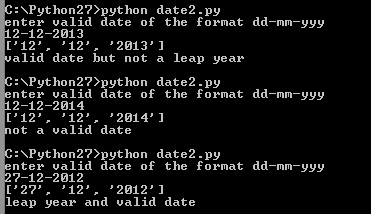 C:\Python27>python date2.py
enter valid date of the format dd-mm-yyy
12-12-2013
['12', '12', '2013']
valid date but not a leap year
C:\Python27>python date2.py
enter valid date of the format dd-mm-yyy
12-12-2014
['12', '12', '2014']
not a valid date
C:\Python27>python date2.py
enter valid date of the format dd-mm-yyy
27-12-2012
['27', '12', '2012']
leap year and valid date